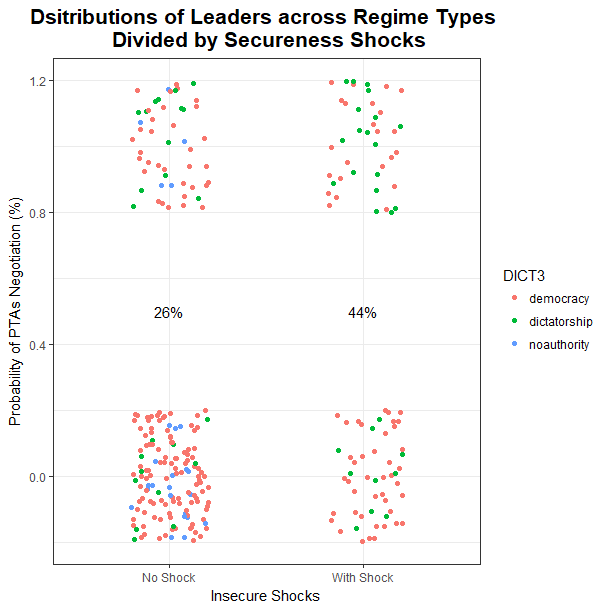 Dsitributions of Leaders across Regime Types
Divided by Secureness Shocks
Probability of PTAs Negotiation (%)
1.2
0.8
0.4
0.0
26%
44%
No Shock
With Shock
Insecure Shocks
DICT3
democracy
dictatorship
noauthority